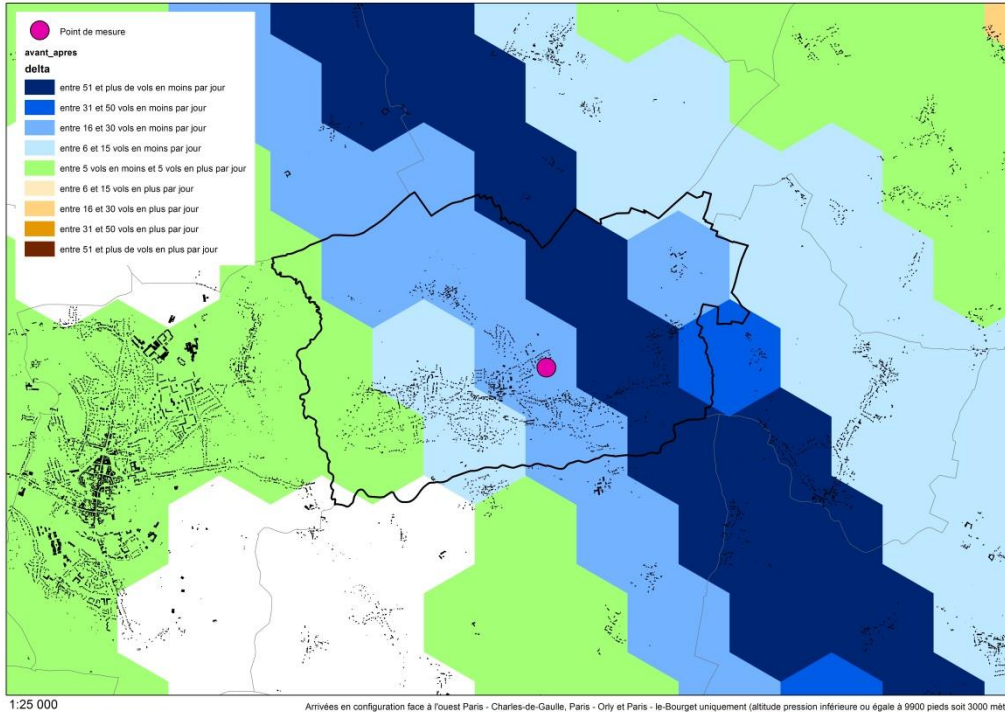 Point de mesure
avant_apres
delta
entre 51 et plus de vols en moins par jour
entre 31 et 50 vols en moins par jour
entre 16 et 30 vols en moins par jour
entre 6 et 15 vols en moins par jour
entre 5 vols en moins et 5 vols en plus par jour
entre 6 et 15 vols en plus par jour
entre 16 et 30 vols en plus par jour
entre 31 et 50 vols en plus par jour
entre 51 et plus de vols en plus par jour
1:25 000
Arrivées en configuration face à l'ouest Paris - Charles-de-Gaulle, Paris - Orly et Paris - le-Bourget uniquement (altitude pression inférieure ou égale à 9900 pieds soit 3000 mèt